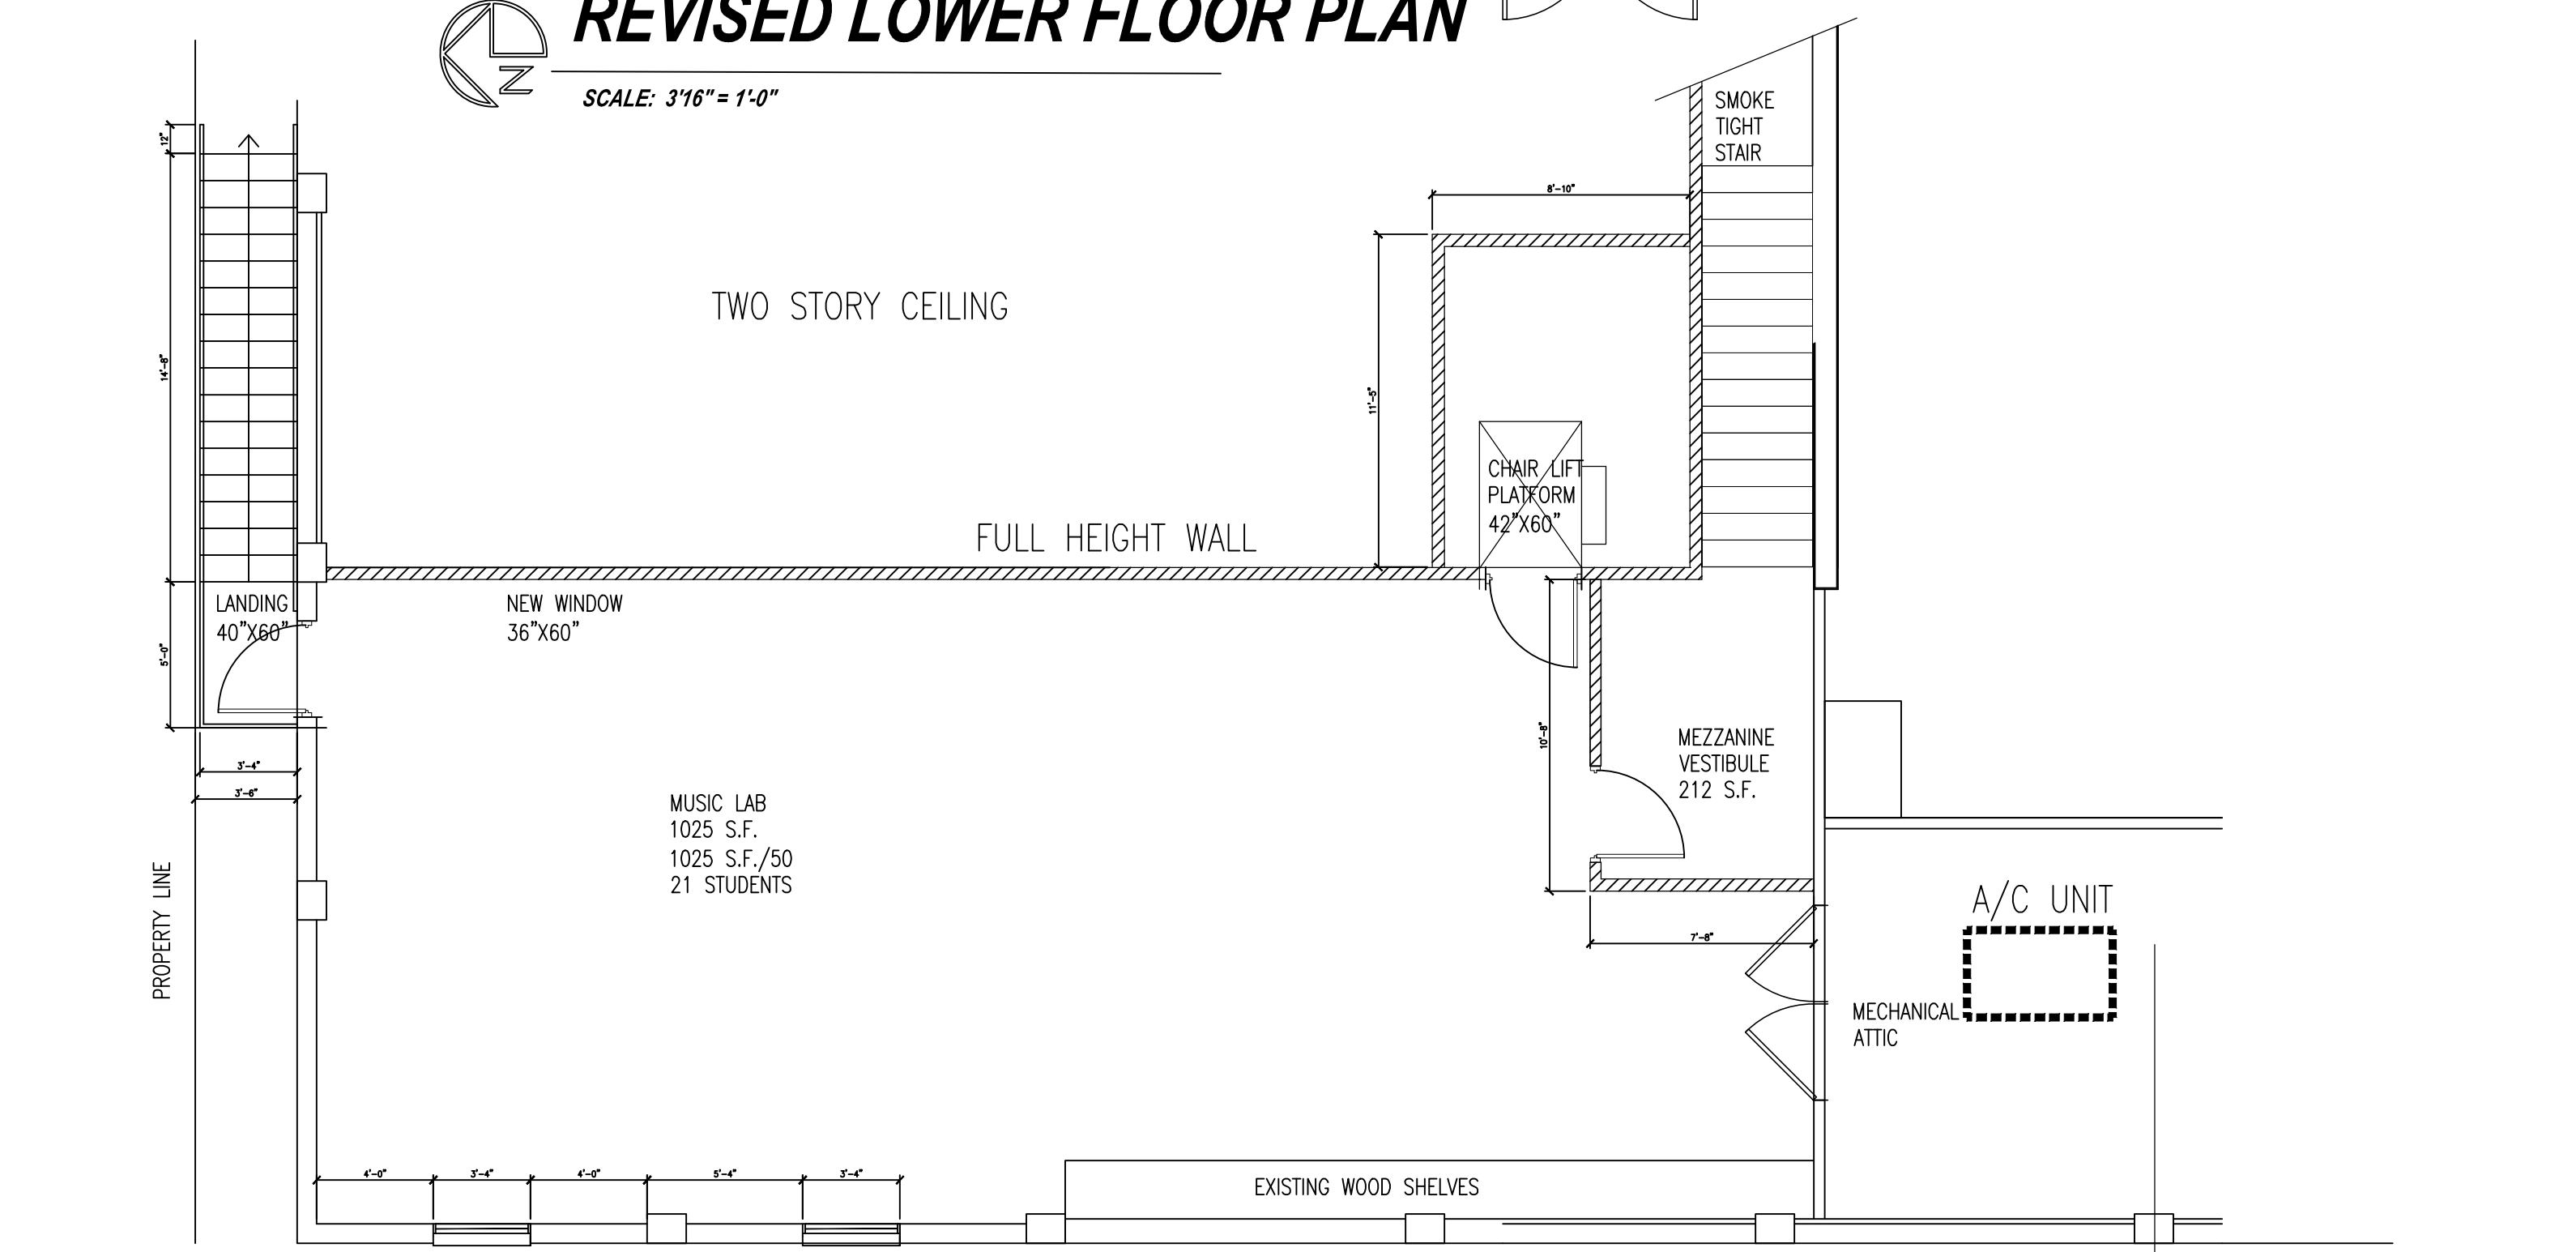 REVISED LOWER FLOOR PLAN
N
SCALE: 3'16" = 1'-0"
SMOKE
TIGHT
STAIR
12"
8'-10"
TWO STORY CEILING
14'-8"
11'-5"
CHAIR LIFT
PLATFORM
42"X60"
FULL HEIGHT WALL
LANDING
40"X60"
NEW WINDOW
36"X60"
5'-0"
10'-8"
MEZZANINE
VESTIBULE
212 S.F.
3'-4"
3'-6"
MUSIC LAB
1025 S.F.
1025 S.F./50
21 STUDENTS
PROPERTY LINE
A/C UNIT
7'-8"
MECHANICAL
ATTIC
4'-0"
3'-4"
4'-0"
5'-4"
3'-4"
EXISTING WOOD SHELVES